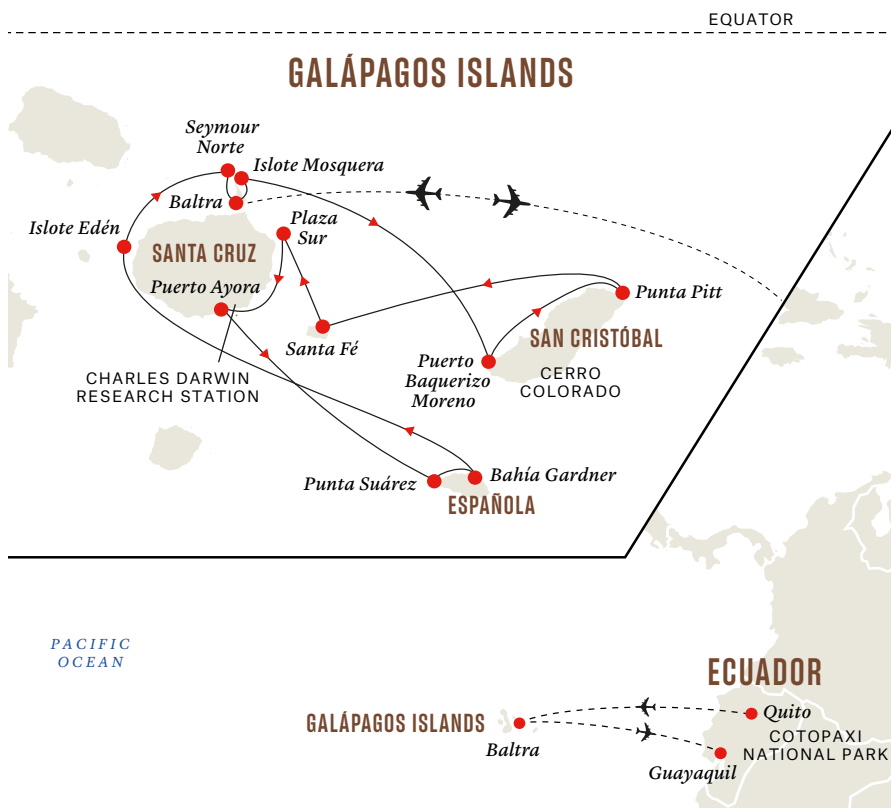 EQUATOR
GALÁPAGOS ISLANDS
Seymour
Norte
Islote Mosquera
Baltra
Plaza
Sur
Islote Edén
SANTA CRUZ
Puerto Ayora
Punta Pitt
Santa Fé
SAN CRISTÓBAL
Puerto
Baquerizo
Moreno
CERRO
COLORADO
CHARLES DARWIN
RESEARCH STATION
Punta Suárez
Bahía Gardner
ESPAÑOLA
PACIFIC
OCEAN
ECUADOR
GALÁPAGOS ISLANDS
Baltra
Quito
COTOPAXI
NATIONAL PARK
Guayaquil